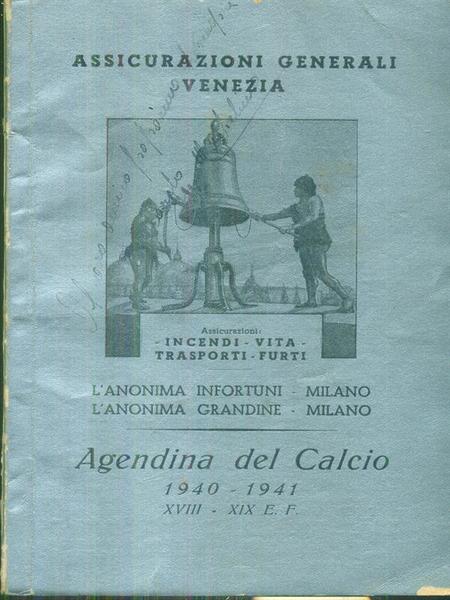 ASSICURAZIONI GENERALI
VENEZIA
Assicurazioni:
- INCENDI - VITA -
TRASPORTI - FURTI
L'ANONIMA INFORTUNI - MILANO
L'ANONIMA GRANDINE - MILANO
Agendina del Calcio
1940 - 1941
XVIII - XIX E. F.